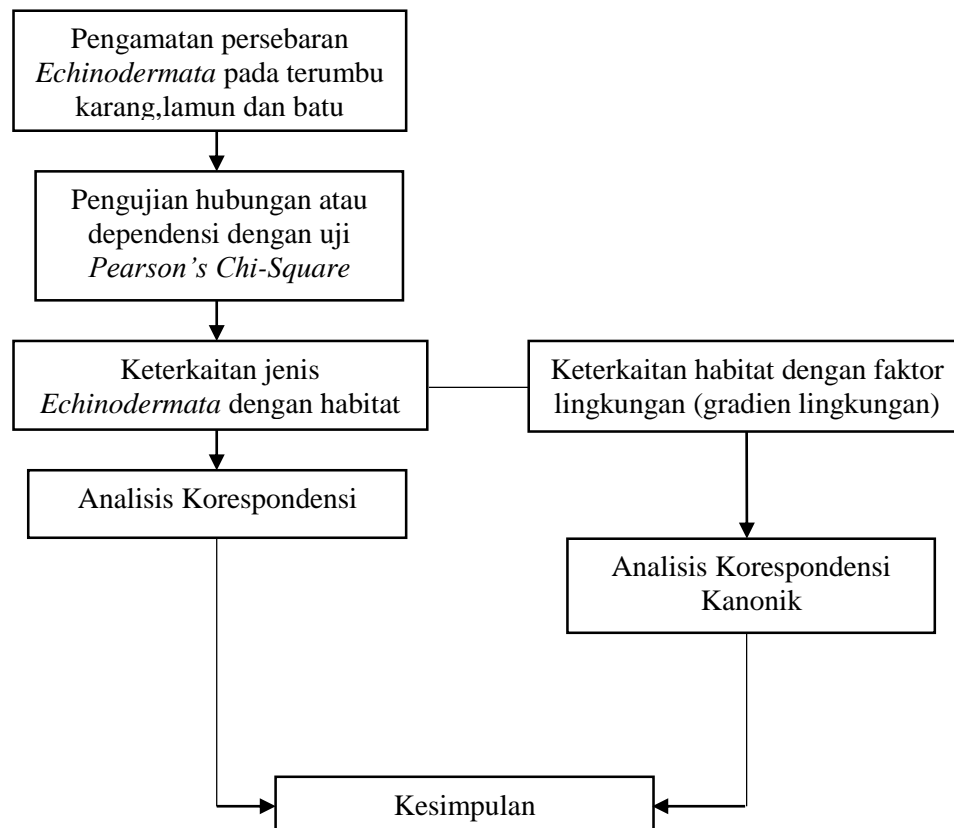 Pengamatan persebaran
Echinodermata pada terumbu
karang,lamun dan batu
Pengujian hubungan atau
dependensi dengan uji
Pearson’s Chi-Square
Keterkaitan jenis
Echinodermata dengan habitat
Keterkaitan habitat dengan faktor
lingkungan (gradien lingkungan)
Analisis Korespondensi
Analisis Korespondensi
Kanonik
Kesimpulan